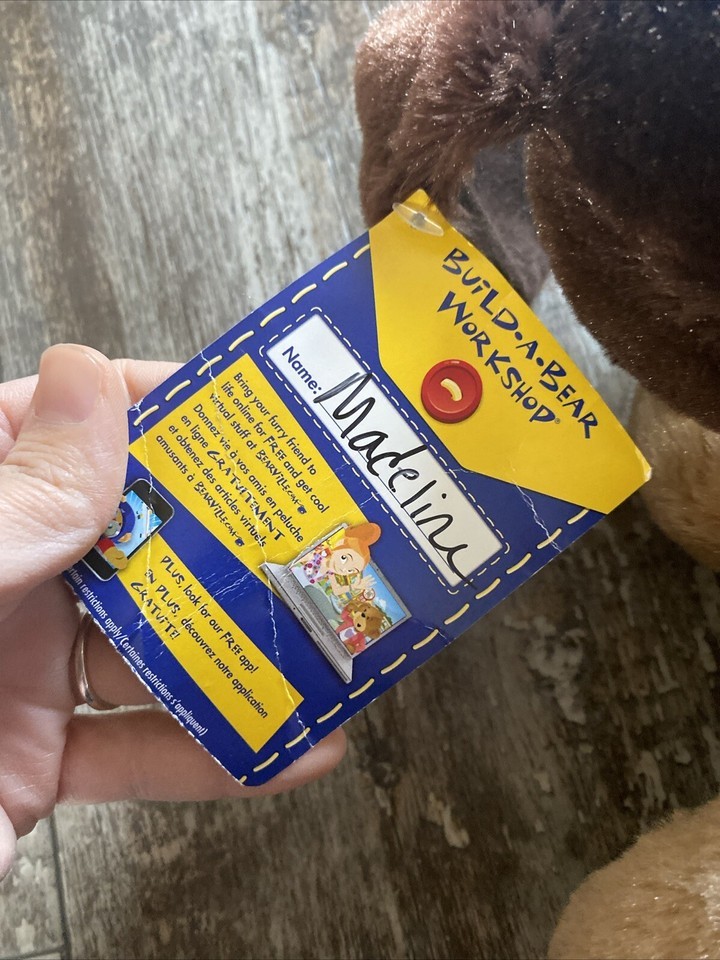 BUILD•A•BEAR
WORKSHOP®
Name: Madeline
Bring your furry friend to
life online for FREE and get cool
virtual stuff at BEARVILLE.COM
Donnez vie à vos amis en peluche
en ligne GRATUITEMENT
et obtenez des articles virtuels
amusants à BEARVILLE.COM
PLUS, look for our FREE app!
EN PLUS, découvrez notre application
GRATUITE!
restrictions apply/Certaines restrictions s'appliquent)